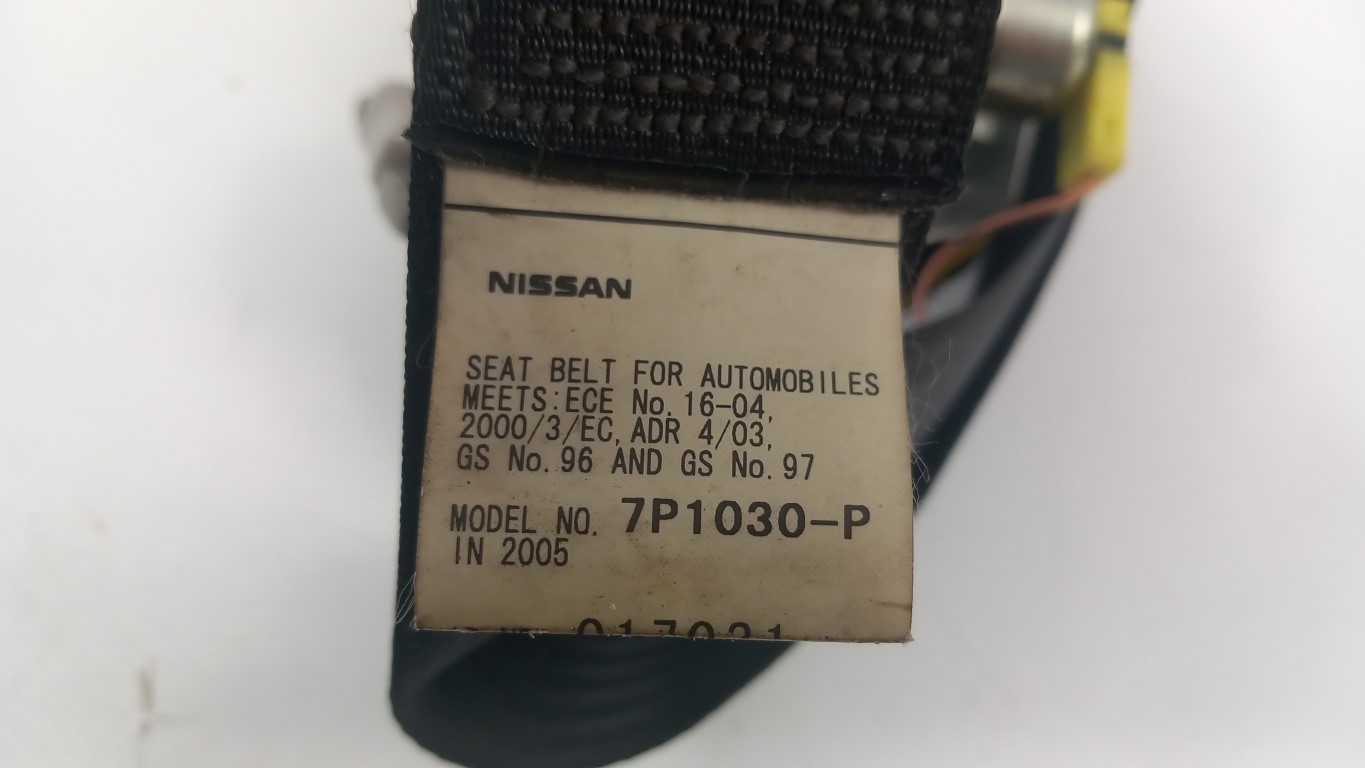 NISSAN
SEAT BELT FOR AUTOMOBILES
MEETS:ECE No. 16-04,
2000/3/EC, ADR 4/03,
GS No. 96 AND GS No. 97
MODEL NO. 7P1030-P
IN 2005